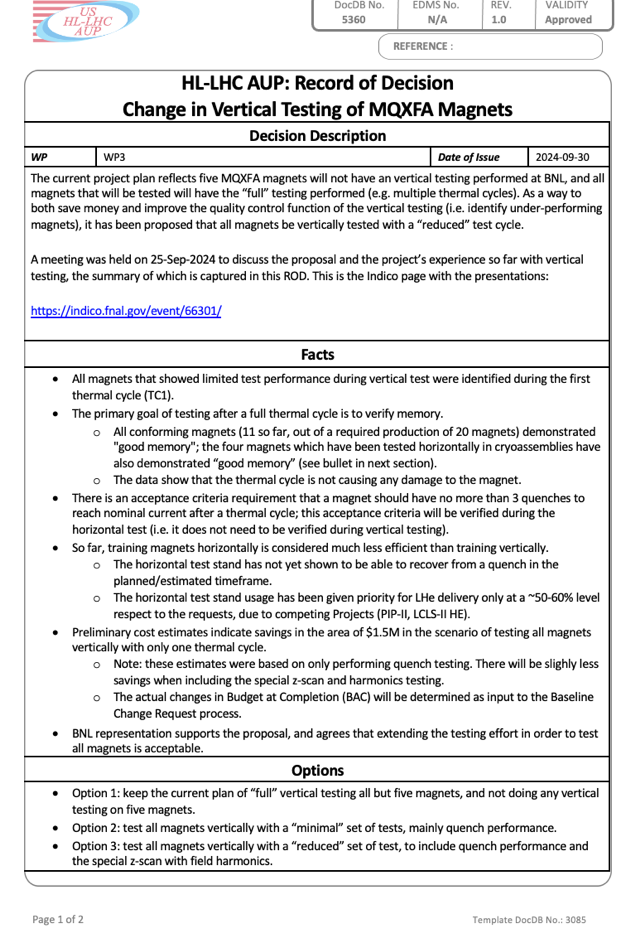 US
HL-LHC
AUP
DocDB No.
EDMS No.
REV.
VALIDITY
5360
N/A
1.0
Approved
REFERENCE :
HL-LHC AUP: Record of Decision
Change in Vertical Testing of MQXFA Magnets
Decision Description
WP
WP3
Date of Issue
2024-09-30
The current project plan reflects five MQXFA magnets will not have an vertical testing performed at BNL, and all
magnets that will be tested will have the “full” testing performed (e.g. multiple thermal cycles). As a way to
both save money and improve the quality control function of the vertical testing (i.e. identify under-performing
magnets), it has been proposed that all magnets be vertically tested with a “reduced” test cycle.
A meeting was held on 25-Sep-2024 to discuss the proposal and the project’s experience so far with vertical
testing, the summary of which is captured in this ROD. This is the Indico page with the presentations:
https://indico.fnal.gov/event/66301/
Facts
• All magnets that showed limited test performance during vertical test were identified during the first
thermal cycle (TC1).
• The primary goal of testing after a full thermal cycle is to verify memory.
o All conforming magnets (11 so far, out of a required production of 20 magnets) demonstrated
"good memory"; the four magnets which have been tested horizontally in cryoassemblies have
also demonstrated “good memory” (see bullet in next section).
o The data show that the thermal cycle is not causing any damage to the magnet.
• There is an acceptance criteria requirement that a magnet should have no more than 3 quenches to
reach nominal current after a thermal cycle; this acceptance criteria will be verified during the
horizontal test (i.e. it does not need to be verified during vertical testing).
• So far, training magnets horizontally is considered much less efficient than training vertically.
o The horizontal test stand has not yet shown to be able to recover from a quench in the
planned/estimated timeframe.
o The horizontal test stand usage has been given priority for LHe delivery only at a ~50-60% level
respect to the requests, due to competing Projects (PIP-II, LCLS-II HE).
• Preliminary cost estimates indicate savings in the area of $1.5M in the scenario of testing all magnets
vertically with only one thermal cycle.
o Note: these estimates were based on only performing quench testing. There will be slighly less
savings when including the special z-scan and harmonics testing.
o The actual changes in Budget at Completion (BAC) will be determined as input to the Baseline
Change Request process.
• BNL representation supports the proposal, and agrees that extending the testing effort in order to test
all magnets is acceptable.
Options
• Option 1: keep the current plan of “full” vertical testing all but five magnets, and not doing any vertical
testing on five magnets.
• Option 2: test all magnets vertically with a “minimal” set of tests, mainly quench performance.
• Option 3: test all magnets vertically with a “reduced” set of test, to include quench performance and
the special z-scan with field harmonics.
Page 1 of 2
Template DocDB No.: 3085